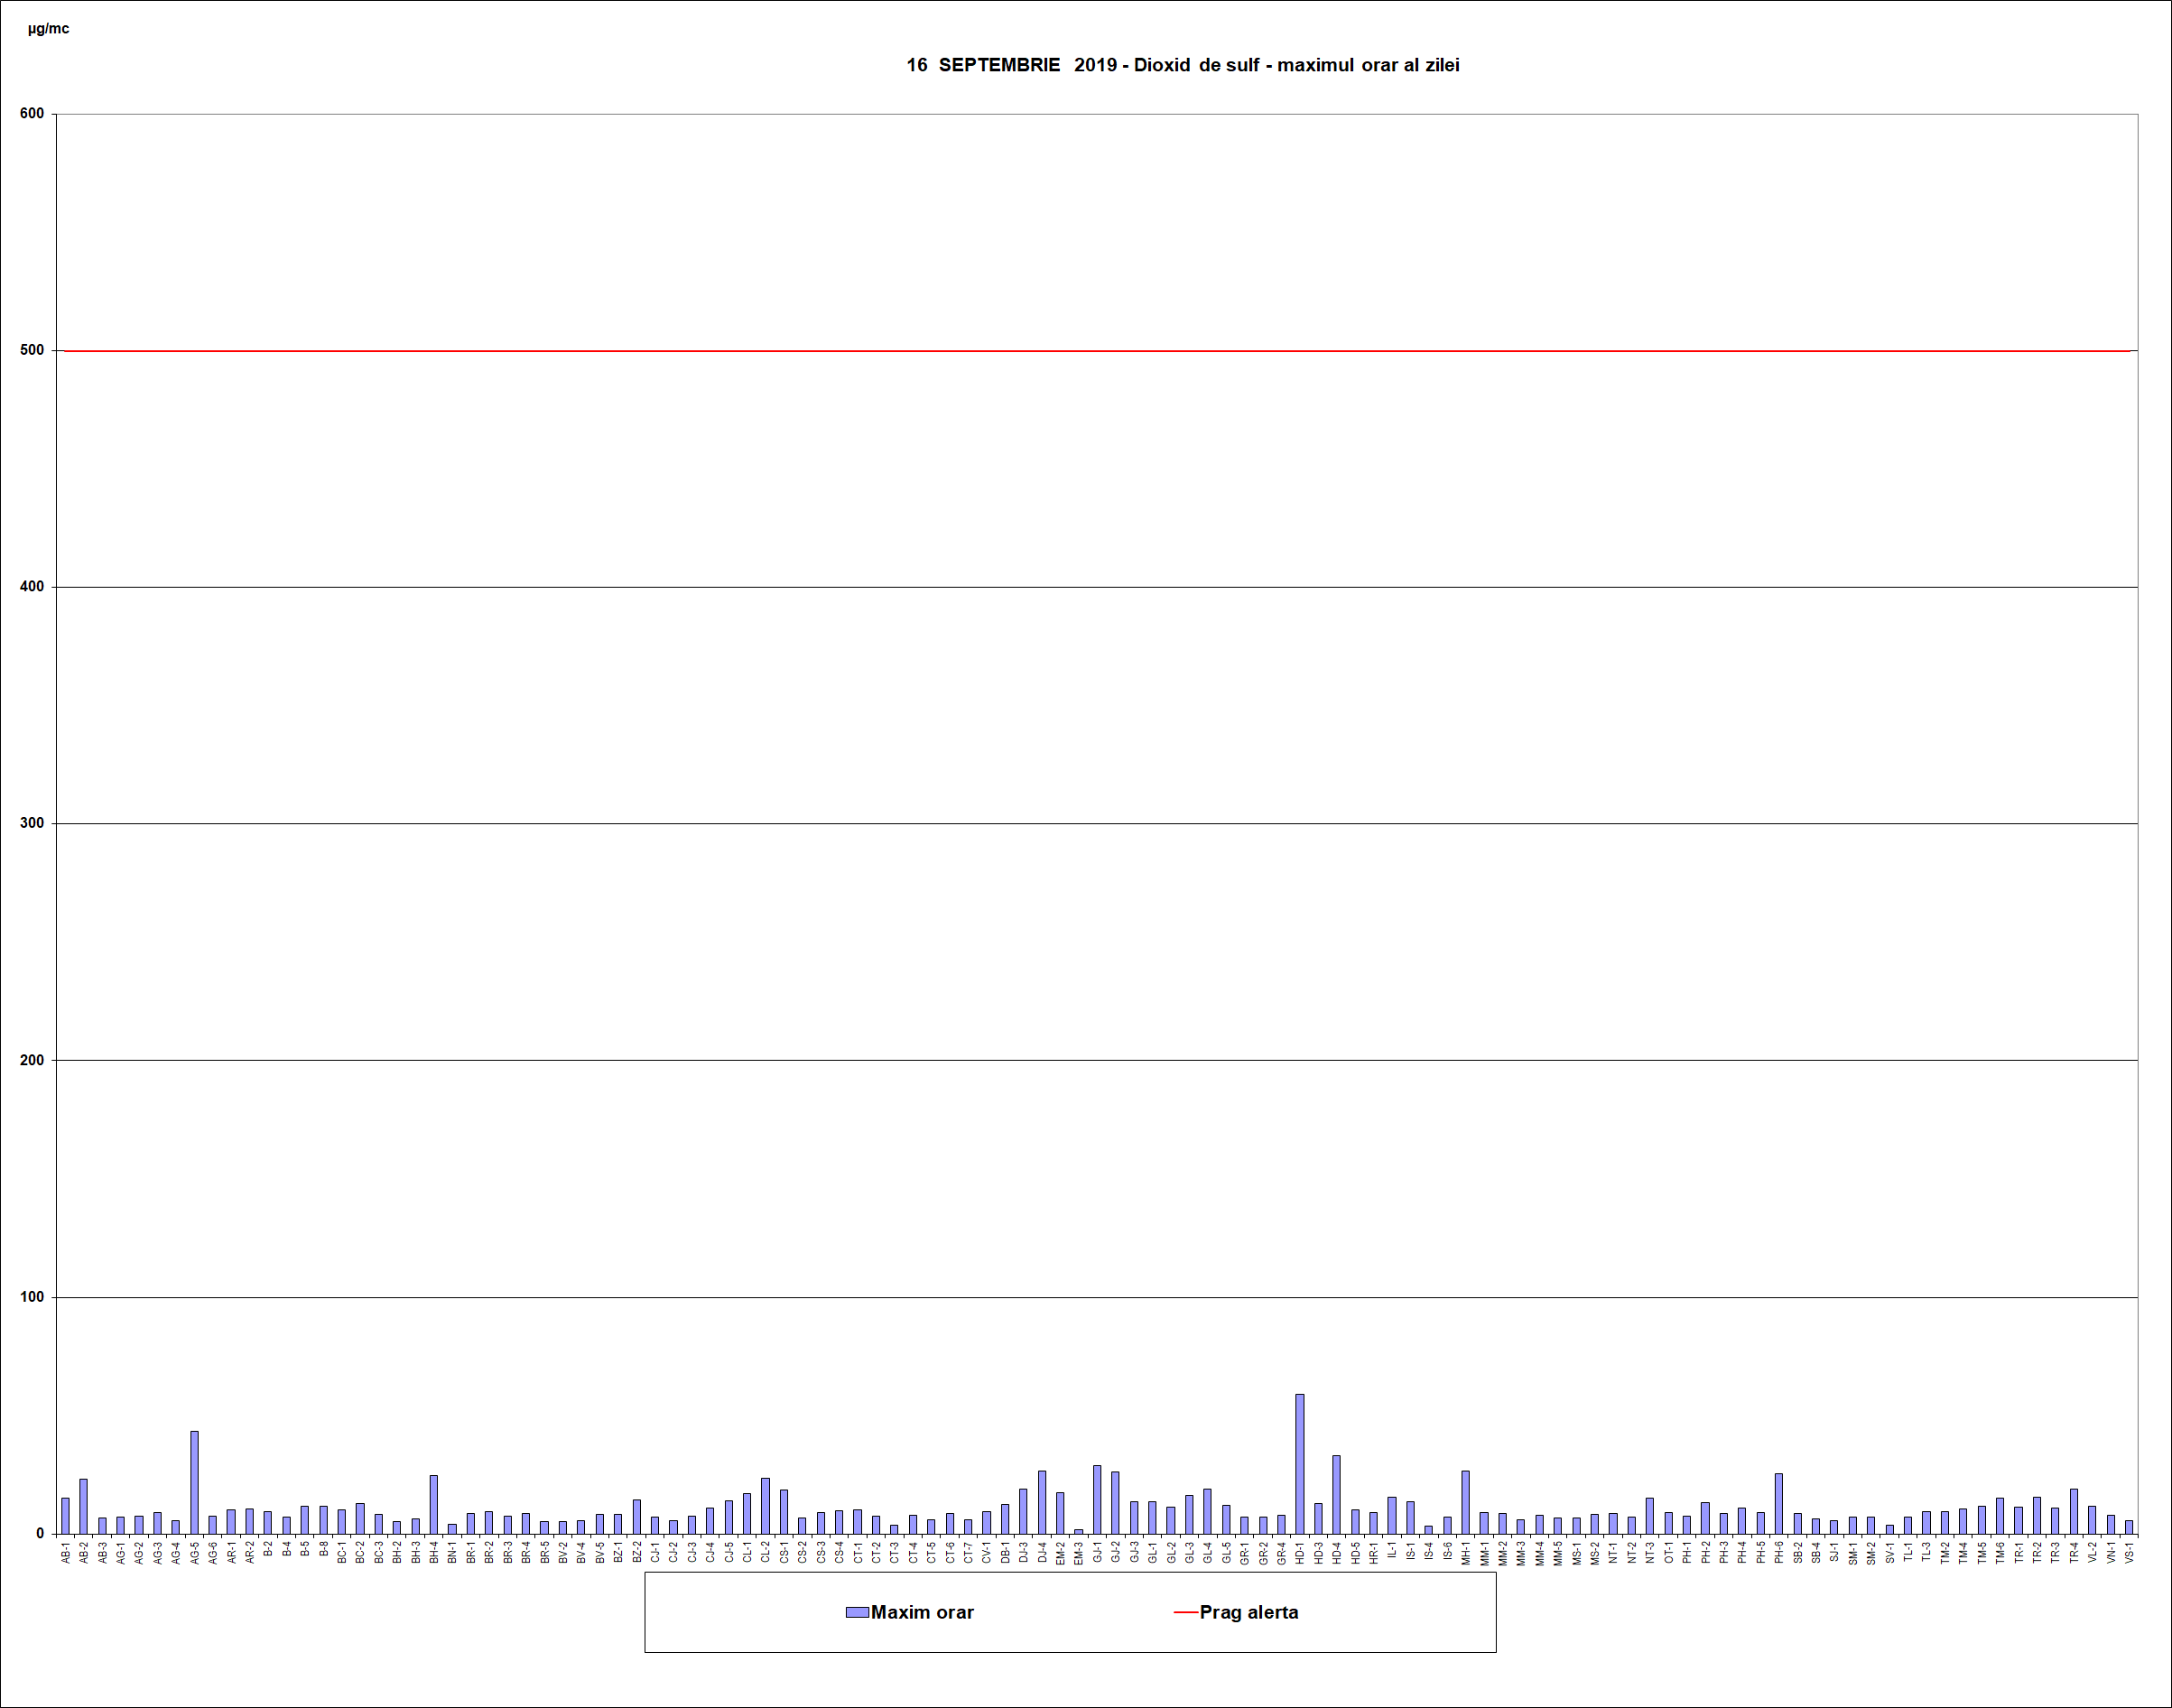 µg/mc
16 SEPTEMBRIE 2019 - Dioxid de sulf - maximul orar al zilei
600
500
400
300
200
100
0
AB-1 AB-2 AB-3 AG-1 AG-2 AG-3 AG-4 AG-5 AG-6 AR-1 AR-2 B-2 B-4 B-5 B-8 BC-1 BC-2 BC-3 BH-2 BH-3 BH-4 BN-1 BR-1 BR-2 BR-3 BR-4 BR-5 BV-2 BV-4 BV-5 BZ-1 BZ-2 CJ-1 CJ-2 CJ-3 CJ-4 CJ-5 CL-1 CL-2 CS-1 CS-2 CS-3 CS-4 CT-1 CT-2 CT-3 CT-4 CT-5 CT-6 CT-7 CV-1 DB-1 DJ-3 DJ-4 EM-2 EM-3 GJ-1 GJ-2 GJ-3 GL-1 GL-2 GL-3 GL-4 GL-5 GR-1 GR-2 GR-4 HD-1 HD-3 HD-4 HD-5 HR-1 IL-1 IS-1 IS-4 IS-6 MH-1 MM-1 MM-2 MM-3 MM-4 MM-5 MS-1 MS-2 NT-1 NT-2 NT-3 OT-1 PH-1 PH-2 PH-3 PH-4 PH-5 PH-6 SB-2 SB-4 SJ-1 SM-1 SM-2 SV-1 TL-1 TL-3 TM-2 TM-4 TM-5 TM-6 TR-1 TR-2 TR-3 TR-4 VL-2 VN-1 VS-1
Maxim orar Prag alerta